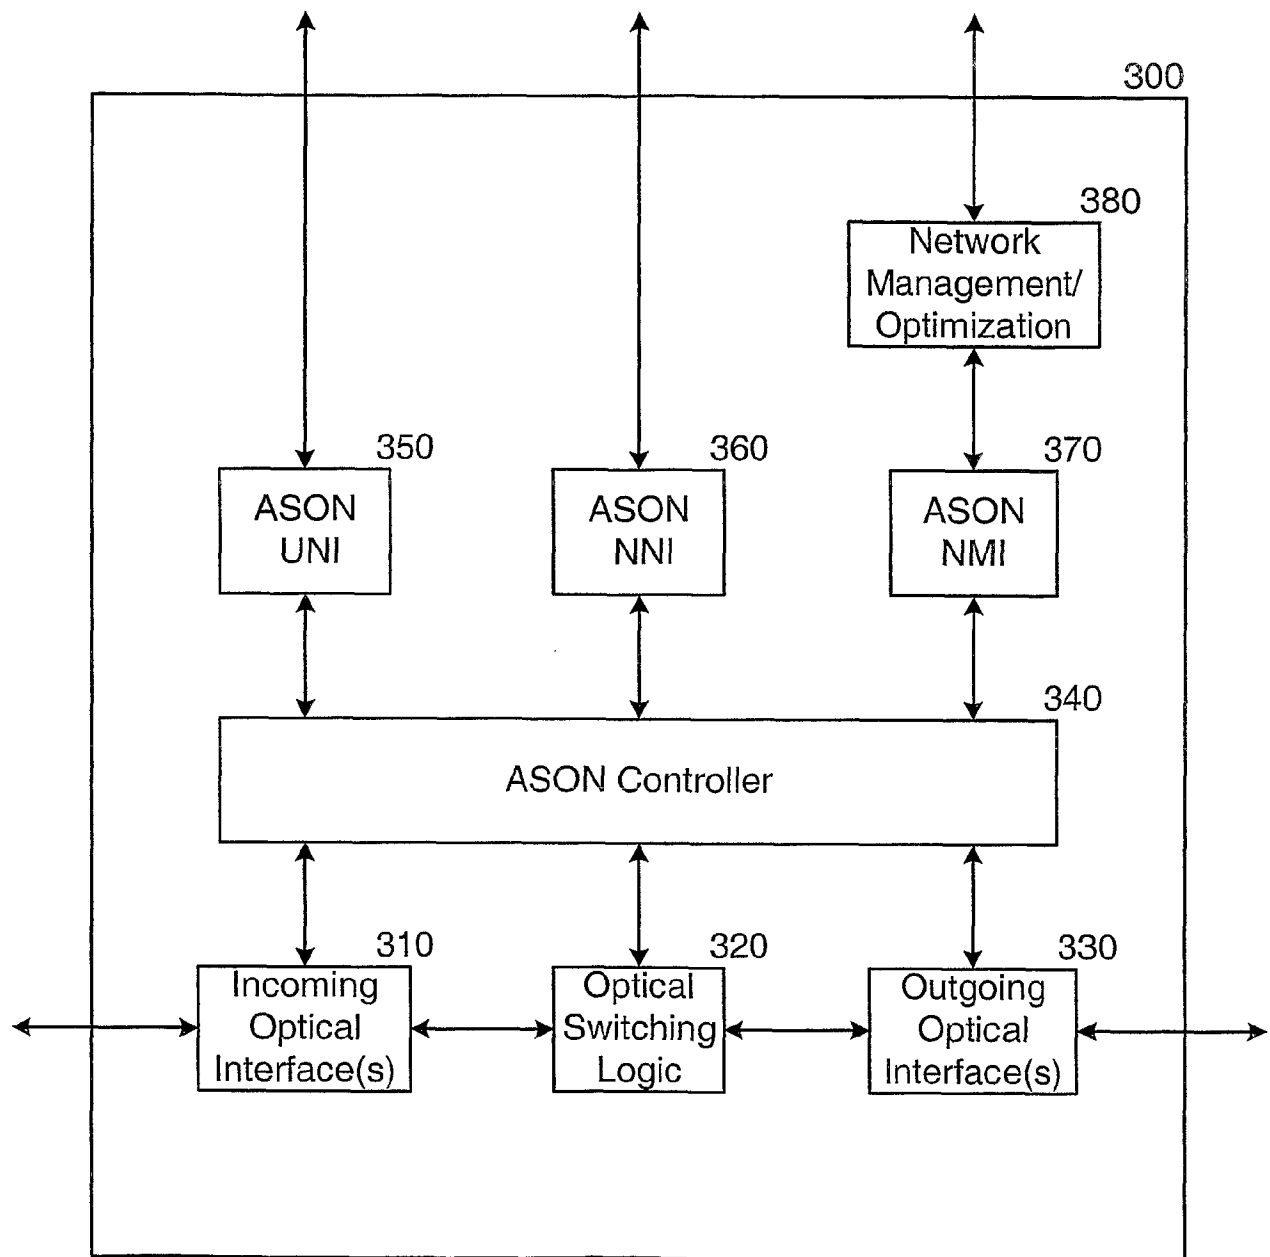 300
380
Network
Management/
Optimization
350
ASON
UNI
360
ASON
NNI
370
ASON
NMI
340
ASON Controller
310
Incoming
Optical
Interface(s)
320
Optical
Switching
Logic
330
Outgoing
Optical
Interface(s)